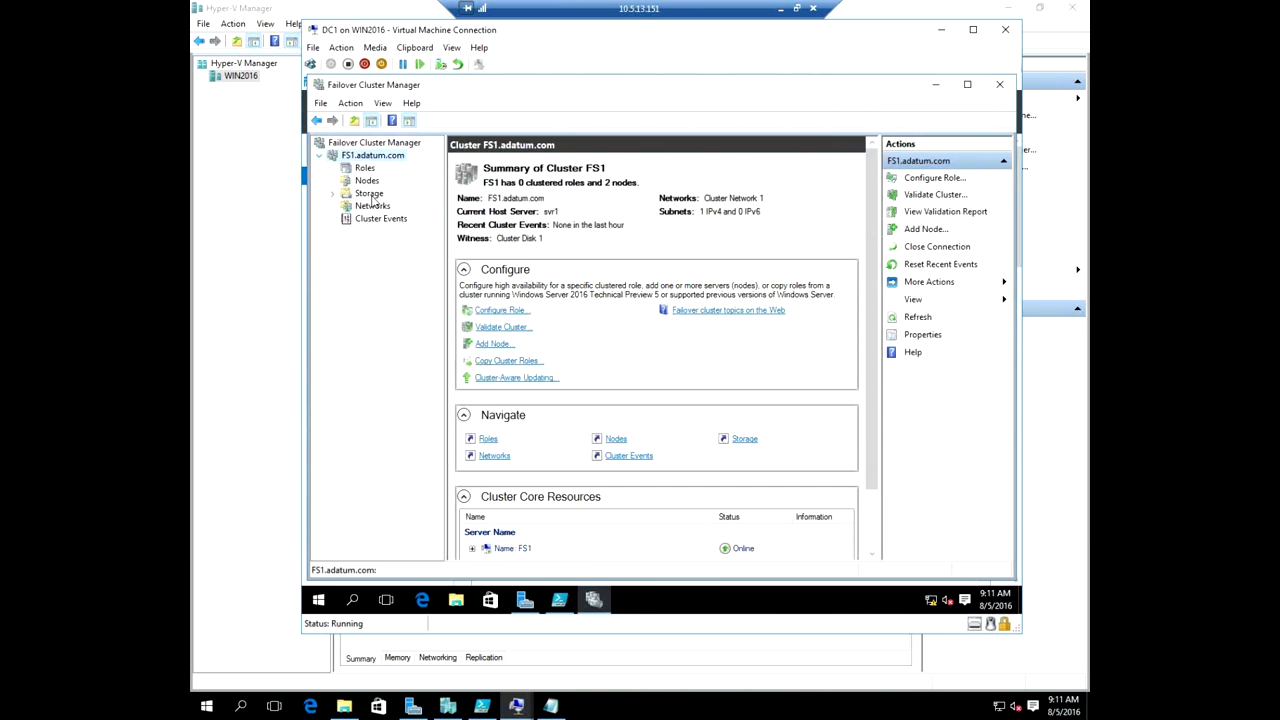 Hyper-V Manager
10.5.13.151
File Action View Help
Hyper-V Manager
WIN2016
DC1 on WIN2016 - Virtual Machine Connection
File Action Media Clipboard View Help
Failover Cluster Manager
File Action View Help
Failover Cluster Manager
FS1.adatum.com
Roles
Nodes
Storage
Networks
Cluster Events
Cluster FS1.adatum.com
Summary of Cluster FS1
FS1 has 0 clustered roles and 2 nodes.
Name: FS1.adatum.com
Networks: Cluster Network 1
Current Host Server: svr1
Subnets: 1 IPv4 and 0 IPv6
Recent Cluster Events: None in the last hour
Witness: Cluster Disk 1
Configure
Configure high availability for a specific clustered role, add one or more servers (nodes), or copy roles from a
cluster running Windows Server 2016 Technical Preview 5 or supported previous versions of Windows Server.
Configure Role...
Failover cluster topics on the Web
Validate Cluster...
Add Node...
Copy Cluster Roles...
Cluster-Aware Updating...
Navigate
Roles Nodes Storage
Networks Cluster Events
Cluster Core Resources
Name Status Information
Server Name
Name: FS1 Online
Actions
FS1.adatum.com
Configure Role...
Validate Cluster...
View Validation Report
Add Node...
Close Connection
Reset Recent Events
More Actions
View
Refresh
Properties
Help
ne...
er...
...
FS1.adatum.com:
9:11 AM
8/5/2016
Status: Running
Summary Memory Networking Replication
9:11 AM
8/5/2016